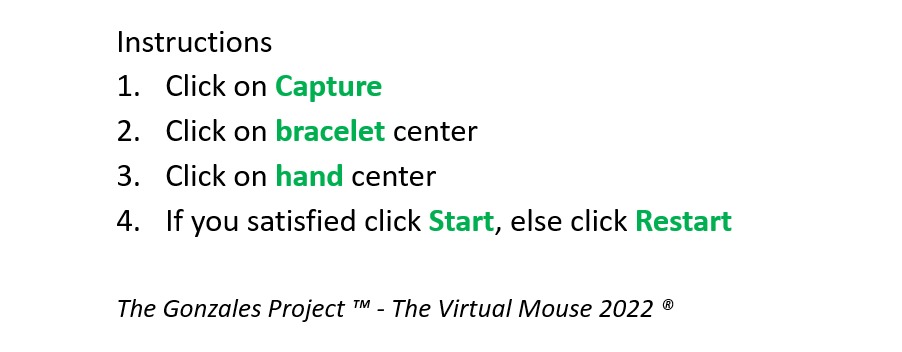 Instructions
1. Click on Capture
2. Click on bracelet center
3. Click on hand center
4. If you satisfied click Start, else click Restart
The Gonzales Project ™ - The Virtual Mouse 2022 ®